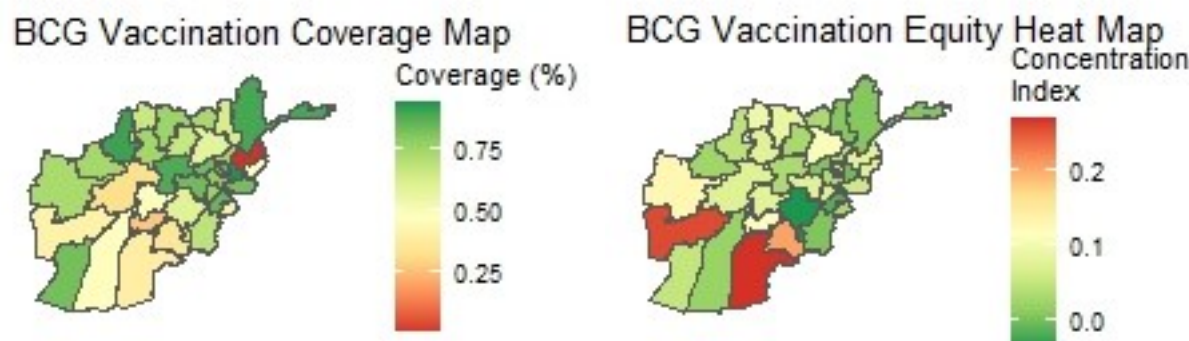 BCG Vaccination Coverage Map
Coverage (%)
0.75
0.50
0.25
BCG Vaccination Equity Heat Map
Concentration
Index
0.2
0.1
0.0